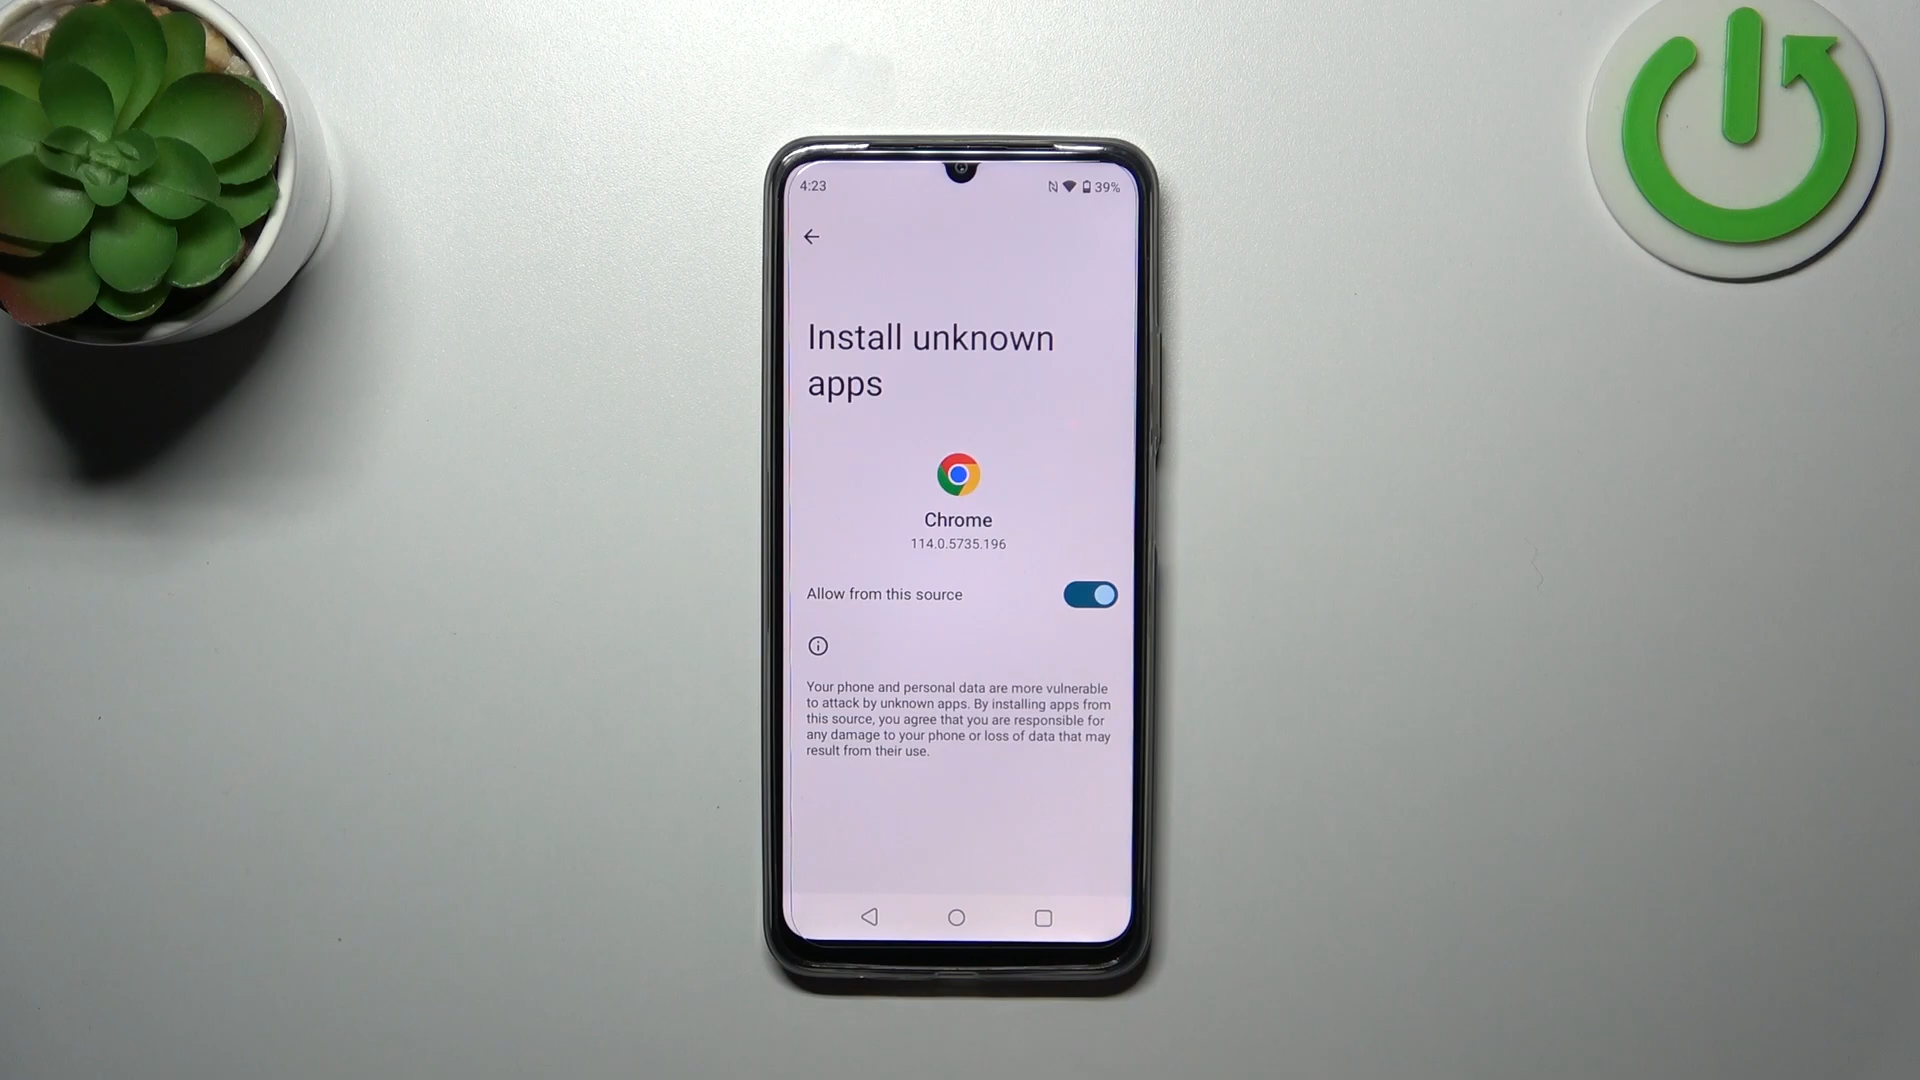 4:23
39%
Install unknown
apps
Chrome
114.0.5735.196
Allow from this source
Your phone and personal data are more vulnerable
to attack by unknown apps. By installing apps from
this source, you agree that you are responsible for
any damage to your phone or loss of data that may
result from their use.